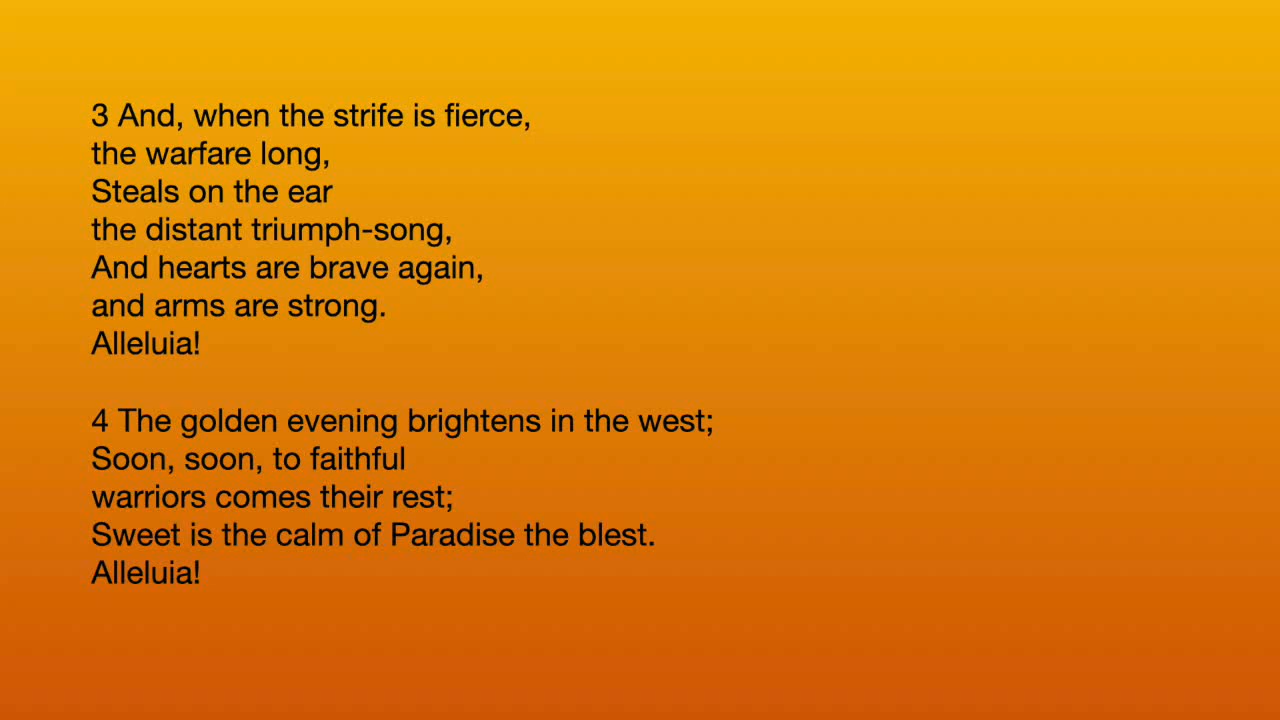 3 And, when the strife is fierce,
the warfare long,
Steals on the ear
the distant triumph-song,
And hearts are brave again,
and arms are strong.
Alleluia!
4 The golden evening brightens in the west;
Soon, soon, to faithful
warriors comes their rest;
Sweet is the calm of Paradise the blest.
Alleluia!